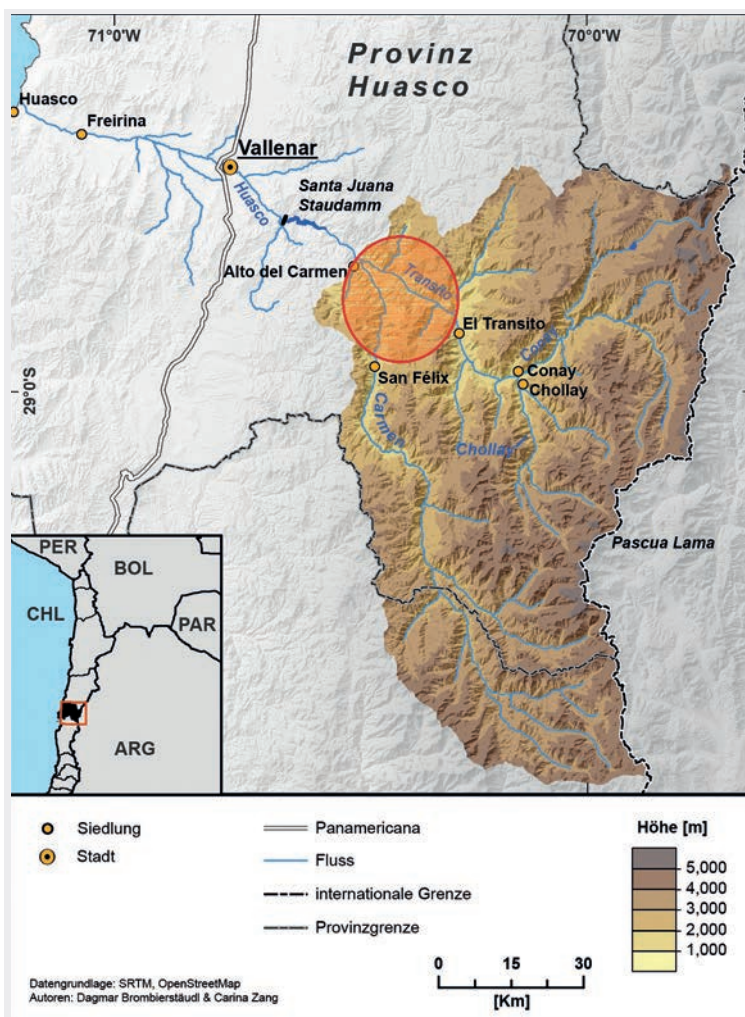 71°0'W
70°0'W
Provinz
Huasco
Huasco
Freirina
Vallenar
Huasco
Santa Juana
Staudamm
Alto del Carmen
Transito
El Transito
Conay
Conay
Chollay
San Félix
29°0'S
Carmen
Chollay
Pascua Lama
PER
BOL
CHL
PAR
ARG
Siedlung
Stadt
Panamericana
Fluss
internationale Grenze
Provinzgrenze
Höhe [m]
5,000
4,000
3,000
2,000
1,000
0 15 30
[Km]
Datengrundlage: SRTM, OpenStreetMap
Autoren: Dagmar Brombierstäudl & Carina Zang